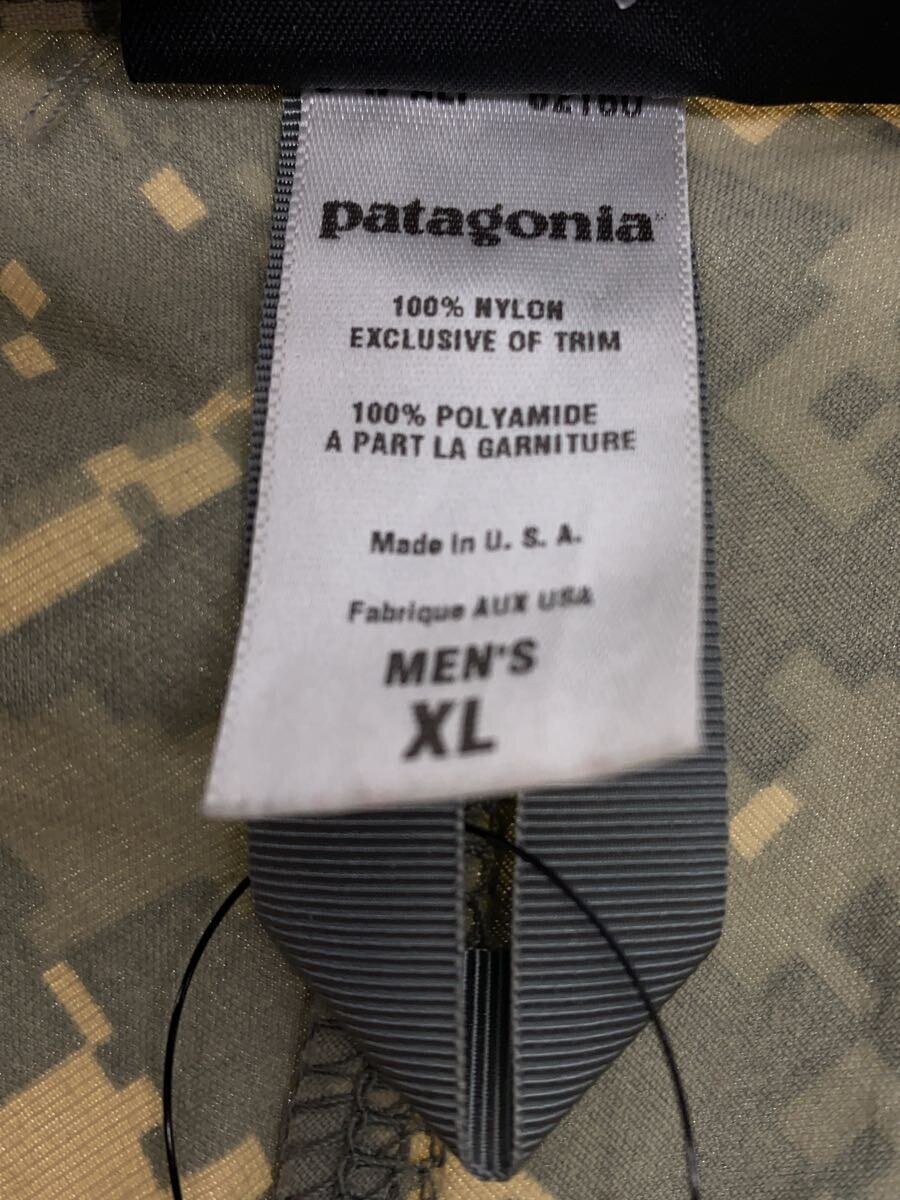 patagonia
100% NYLON
EXCLUSIVE OF TRIM
100% POLYAMIDE
A PART LA GARNITURE
Made in U. S. A.
Fabrique AUX USA
MEN'S
XL